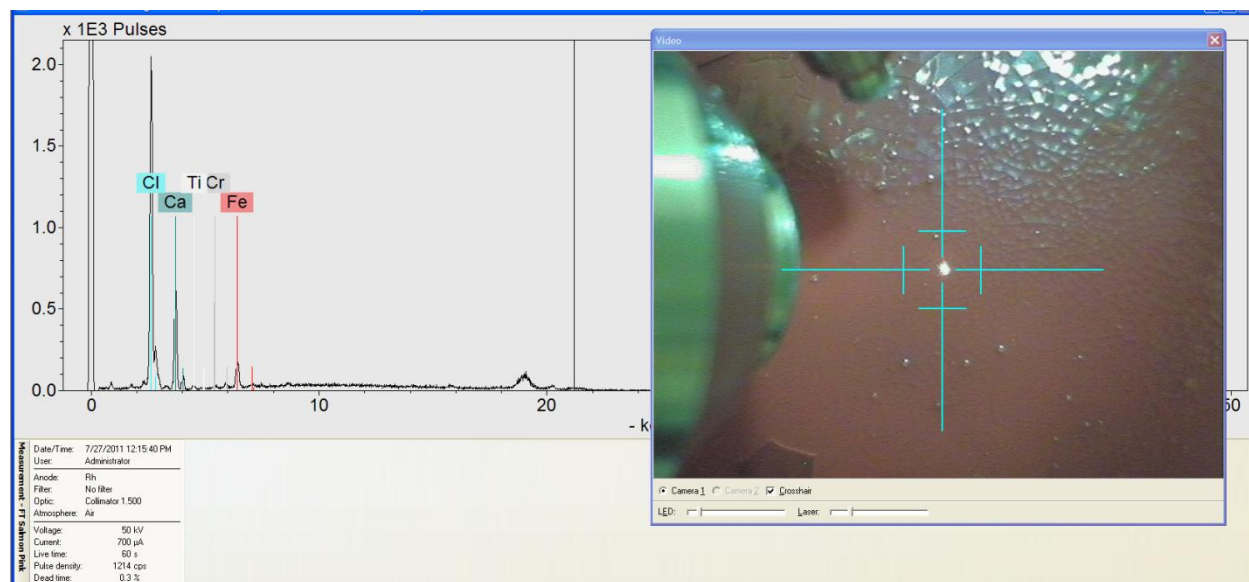 x 1E3 Pulses
2.0
1.5
1.0
0.5
0.0
Cl
Ca
Ti Cr
Fe
0 10 20
50
Video
Camera 1 Camera 2 Crosshair
LED: Laser:
Measurement - FT Salmon Pink
Date/Time: 7/27/2011 12:15:40 PM
User: Administrator
Anode: Rh
Filter: No filter
Optic: Collimator 1.500
Atmosphere: Air
Voltage: 50 kV
Current: 700 µA
Live time: 60 s
Pulse density: 1214 cps
Dead time: 0.3 %